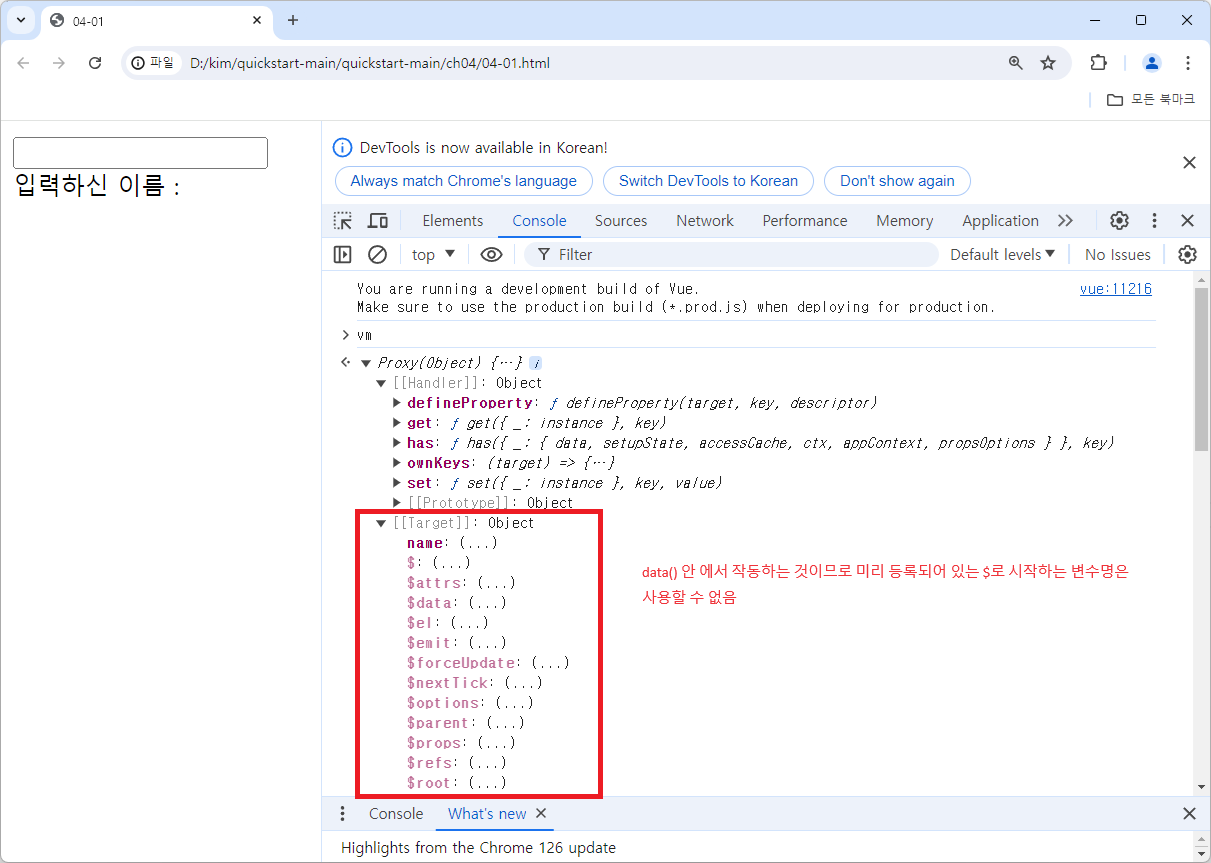 04-01
파일 D:/kim/quickstart-main/quickstart-main/ch04/04-01.html
모든 북마크
입력하신 이름 :
DevTools is now available in Korean!
Always match Chrome's language Switch DevTools to Korean Don't show again
Elements Console Sources Network Performance Memory Application
top Filter Default levels No Issues
You are running a development build of Vue. vue:11216
Make sure to use the production build (*.prod.js) when deploying for production.
vm
Proxy(Object) {…} i
[[Handler]]: Object
defineProperty: ƒ defineProperty(target, key, descriptor)
get: ƒ get({ _: instance }, key)
has: ƒ has({ _: { data, setupState, accessCache, ctx, appContext, propsOptions } }, key)
ownKeys: (target) => {…}
set: ƒ set({ _: instance }, key, value)
[[Prototype]]: Object
[[Target]]: Object
name: (...)
$: (...)
$attrs: (...)
$data: (...)
$el: (...)
$emit: (...)
$forceUpdate: (...)
$nextTick: (...)
$options: (...)
$parent: (...)
$props: (...)
$refs: (...)
$root: (...)
data() 안 에서 작동하는 것이므로 미리 등록되어 있는 $로 시작하는 변수명은
사용할 수 없음
Console What's new
Highlights from the Chrome 126 update